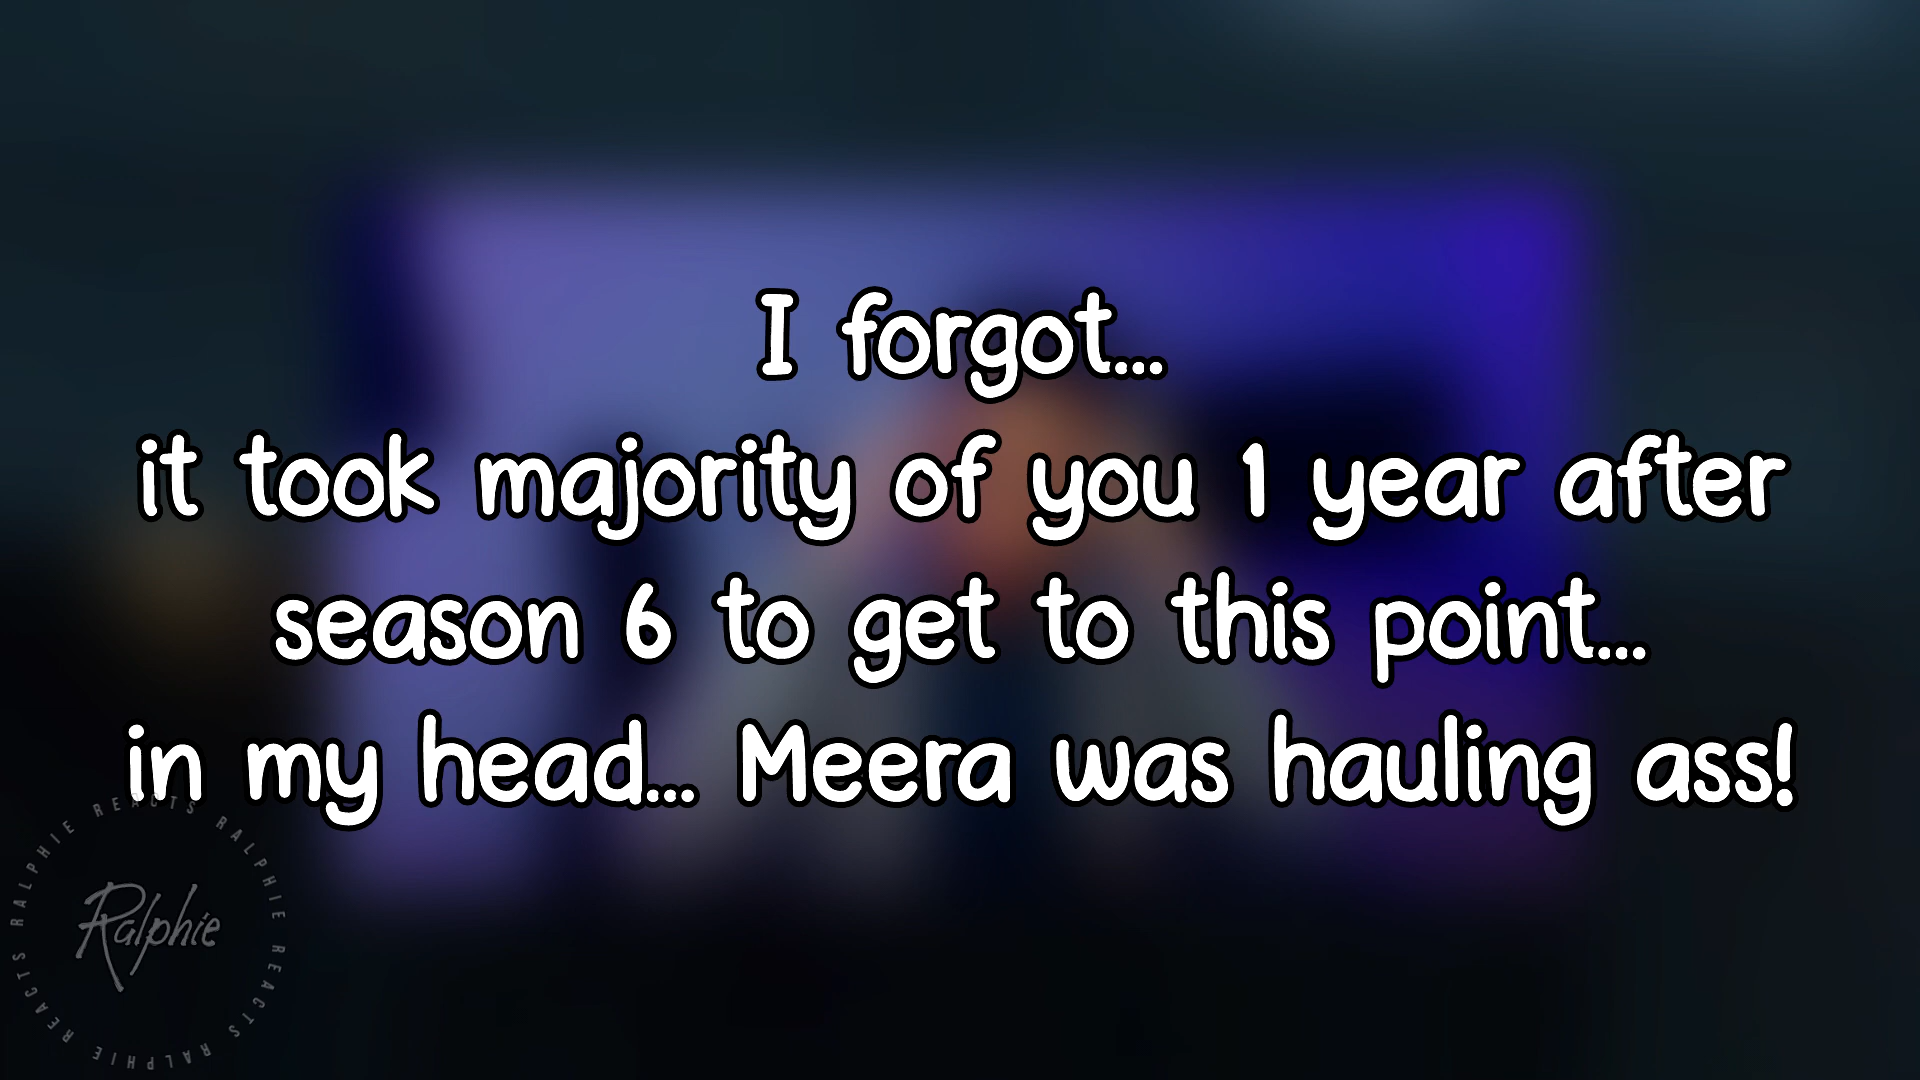 I forgot...
it took majority of you 1 year after
season 6 to get to this point...
in my head... Meera was hauling ass!
Ralphie
RALPHIE REACTS RALPHIE REACTS RALPHIE REACTS